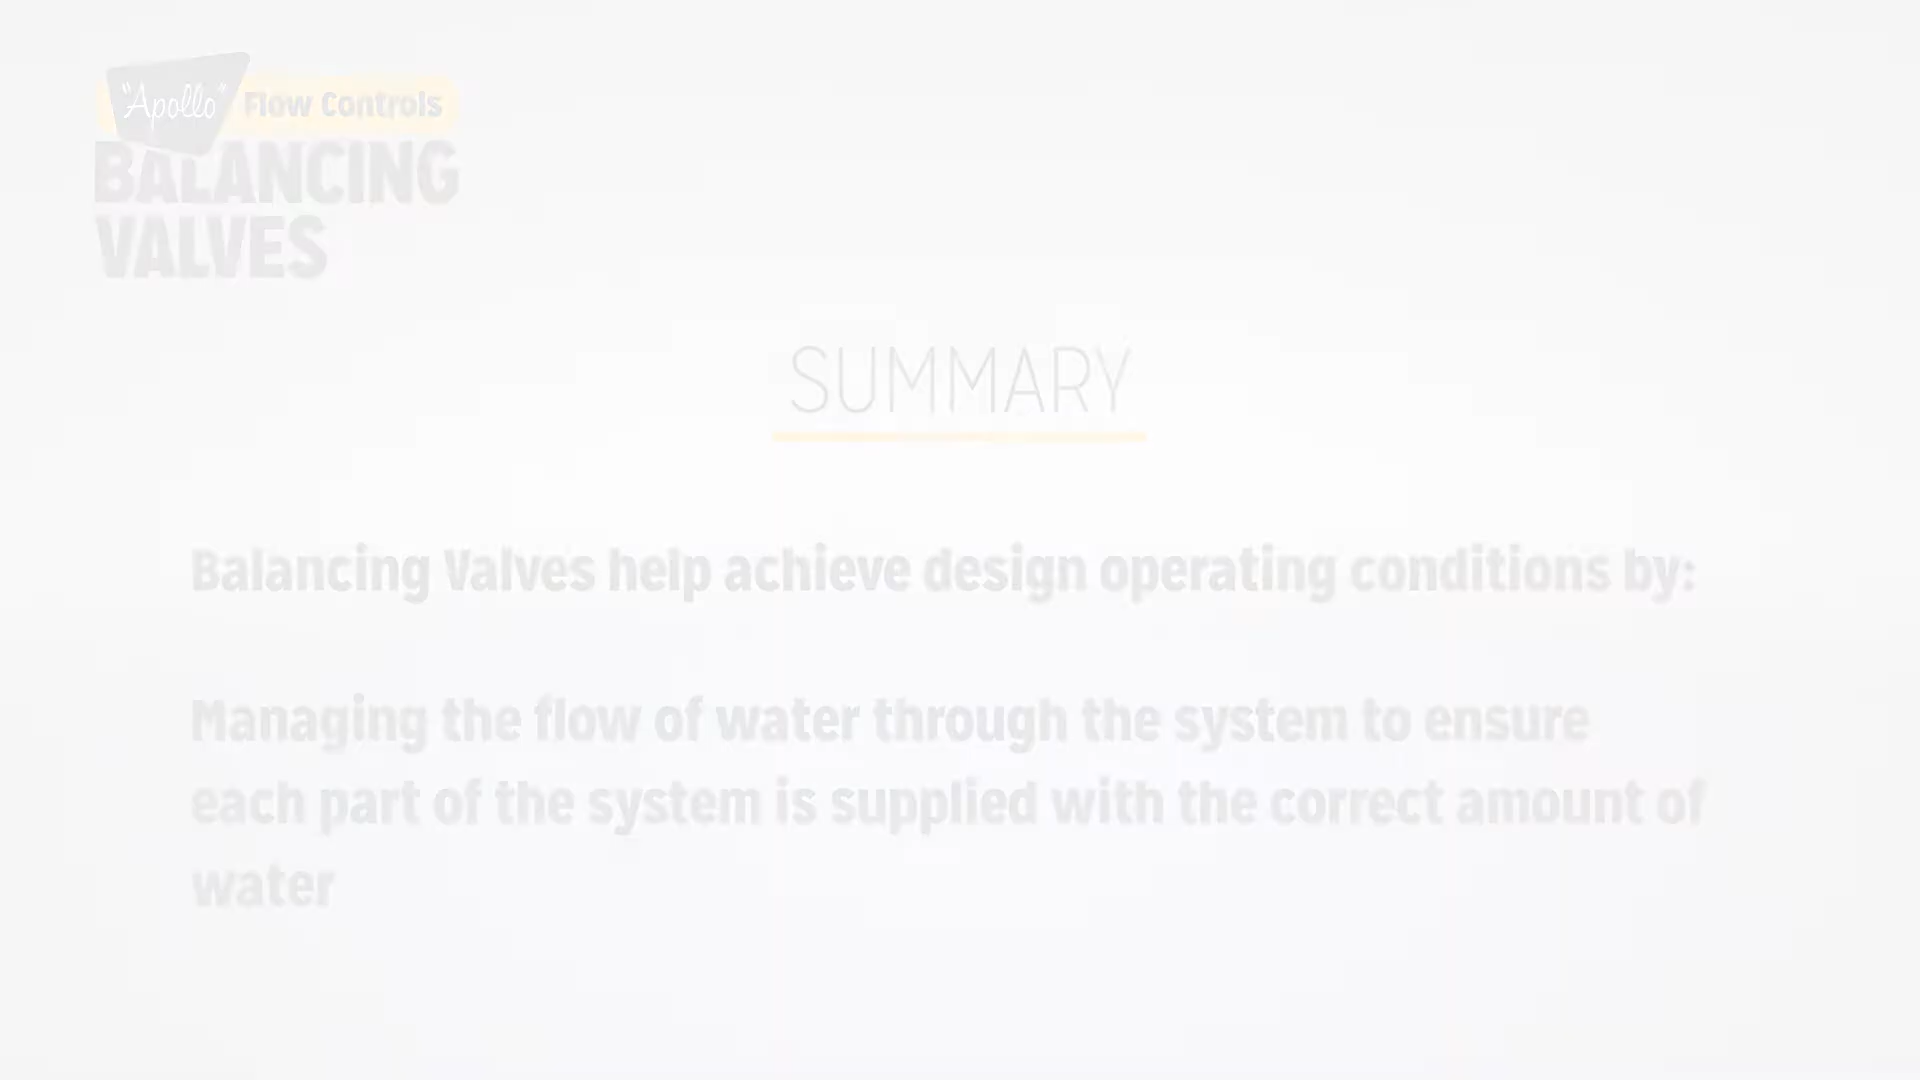 "Apollo" Flow Controls
BALANCING
VALVES
SUMMARY
Balancing Valves help achieve design operating conditions by:
Managing the flow of water through the system to ensure
each part of the system is supplied with the correct amount of
water